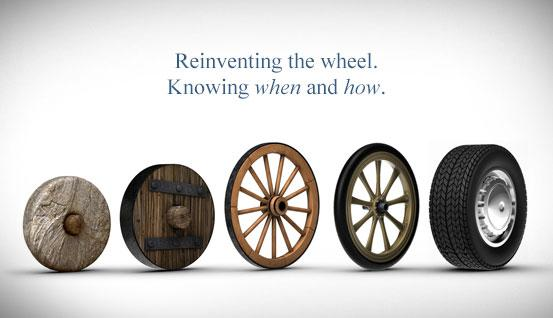 Reinventing the wheel.
Knowing when and how.